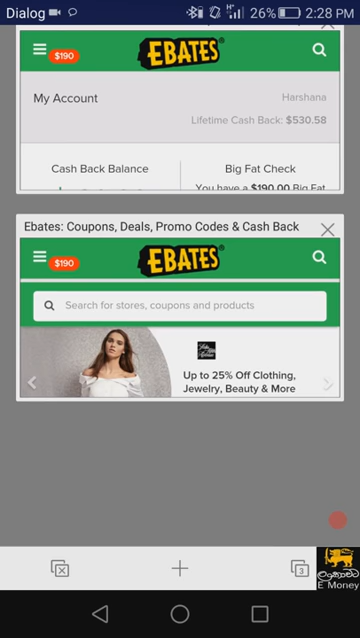 Dialog
H+
26%
2:28 PM
EBATES
$190
My Account
Harshana
Lifetime Cash Back: $530.58
Cash Back Balance
Big Fat Check
You have a $190.00 Big Fat
Ebates: Coupons, Deals, Promo Codes & Cash Back
EBATES
$190
Search for stores, coupons and products
Up to 25% Off Clothing,
Jewelry, Beauty & More
3
E Money